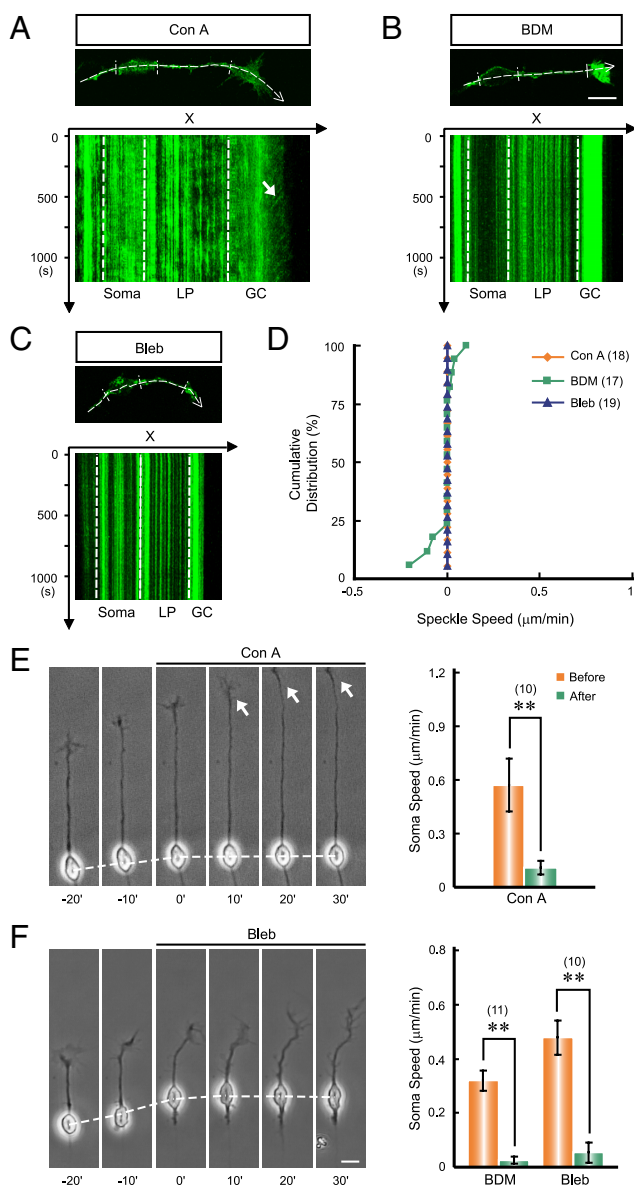 A
Con A
X
0
500
1000
(s)
Soma LP GC
B
BDM
X
0
500
1000
(s)
Soma LP GC
C
Bleb
X
0
500
1000
(s)
Soma LP GC
D
Cumulative
Distribution (%)
100
75
50
25
0
-0.5 0 0.5 1
Speckle Speed (μm/min)
Con A (18)
BDM (17)
Bleb (19)
E
Con A
-20' -10' 0' 10' 20' 30'
Soma Speed (μm/min)
1.2
0.9
0.6
0.3
0
Before
After
(10)
**
Con A
F
Bleb
-20' -10' 0' 10' 20' 30'
Soma Speed (μm/min)
0.8
0.6
0.4
0.2
0
(11)
**
(10)
**
BDM Bleb